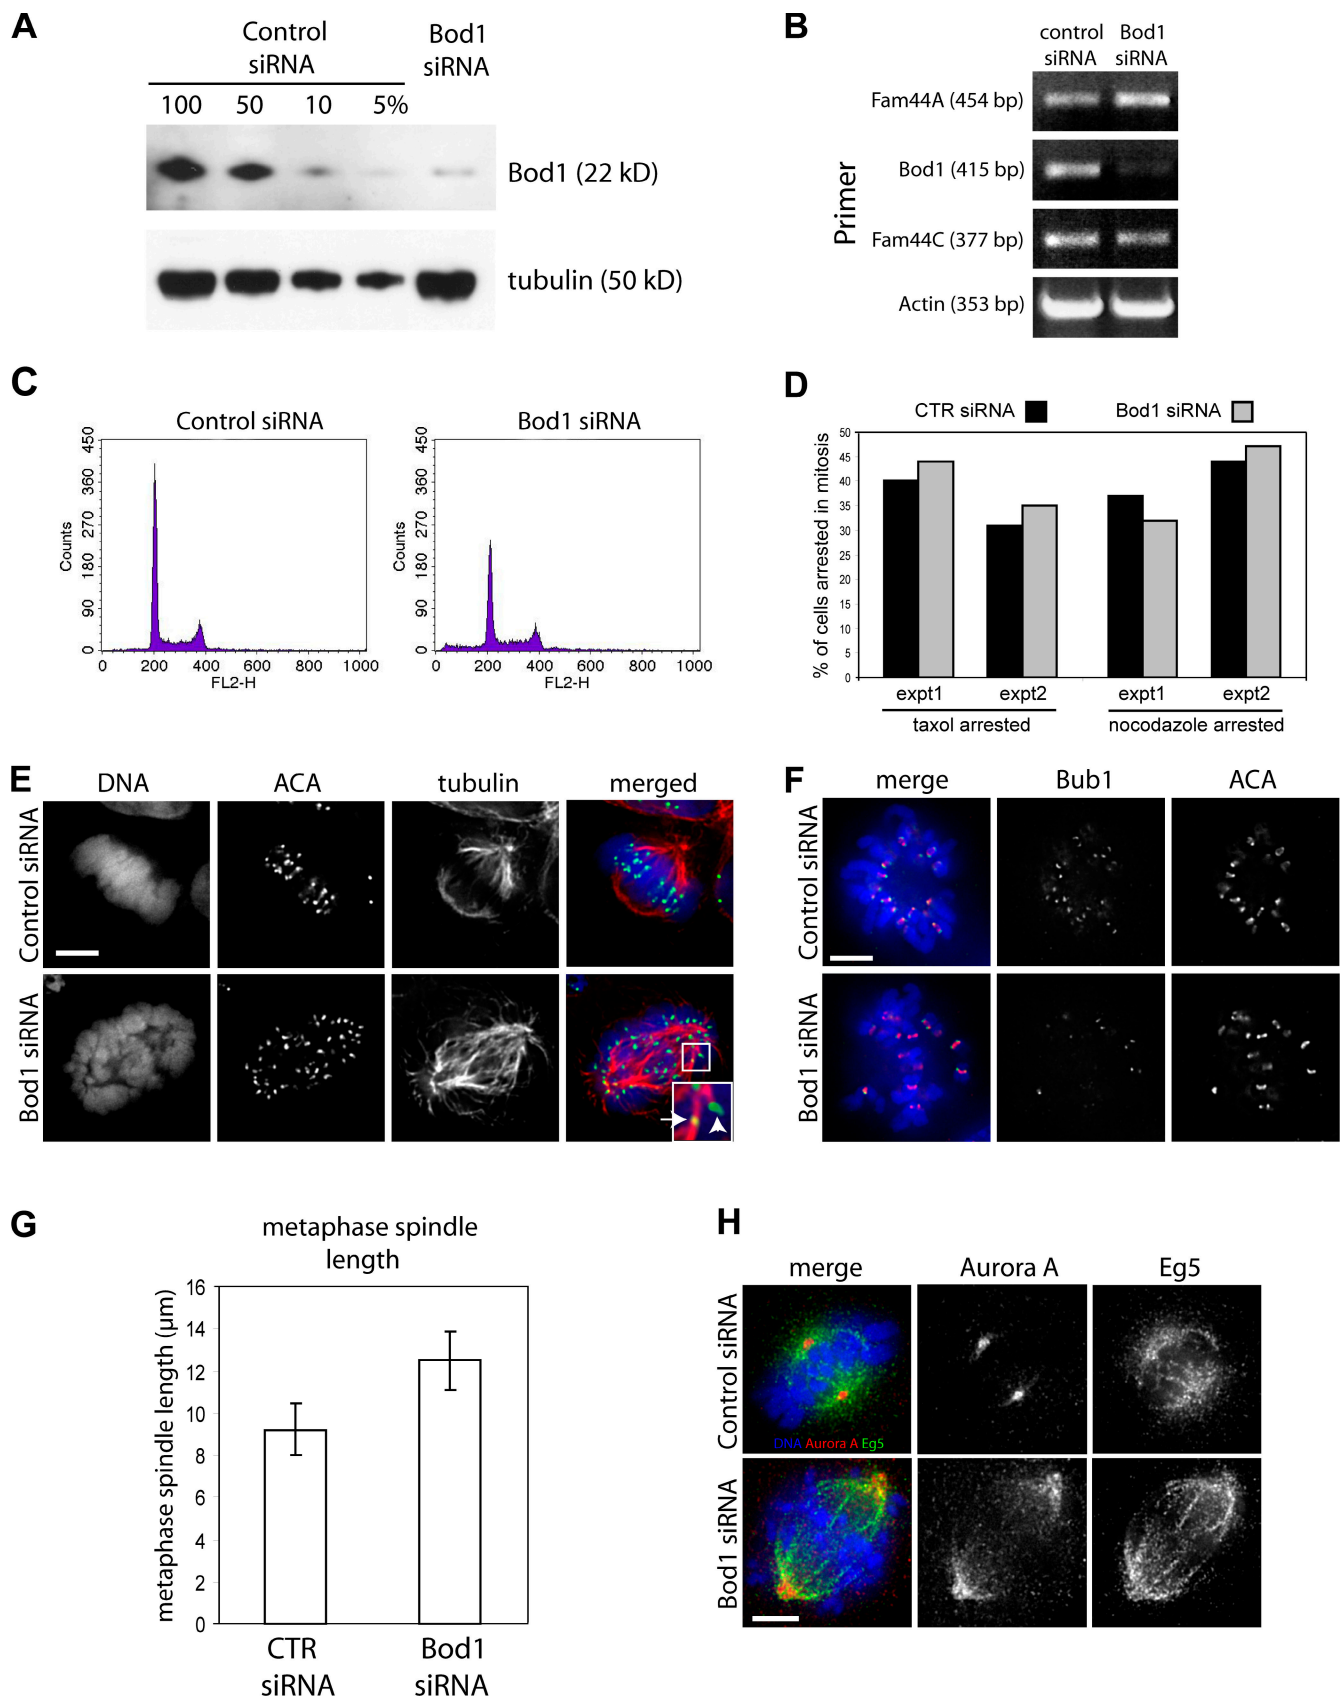 A
Control
siRNA
Bod1
siRNA
100 50 10 5%
Bod1 (22 kD)
tubulin (50 kD)
B
control
siRNA
Bod1
siRNA
Primer
Fam44A (454 bp)
Bod1 (415 bp)
Fam44C (377 bp)
Actin (353 bp)
C
Control siRNA
Counts
450
360
270
180
90
0
0 200 400 600 800 1000
FL2-H
Bod1 siRNA
Counts
450
360
270
180
90
0
0 200 400 600 800 1000
FL2-H
D
CTR siRNA
Bod1 siRNA
% of cells arrested in mitosis
50
45
40
35
30
25
20
15
10
5
0
expt1 expt2 expt1 expt2
taxol arrested nocodazole arrested
E
DNA ACA tubulin merged
Control siRNA
Bod1 siRNA
F
merge Bub1 ACA
Control siRNA
Bod1 siRNA
G
metaphase spindle
length
metaphase spindle length (µm)
16
14
12
10
8
6
4
2
0
CTR
siRNA
Bod1
siRNA
H
merge Aurora A Eg5
Control siRNA
DNA Aurora A Eg5
Bod1 siRNA